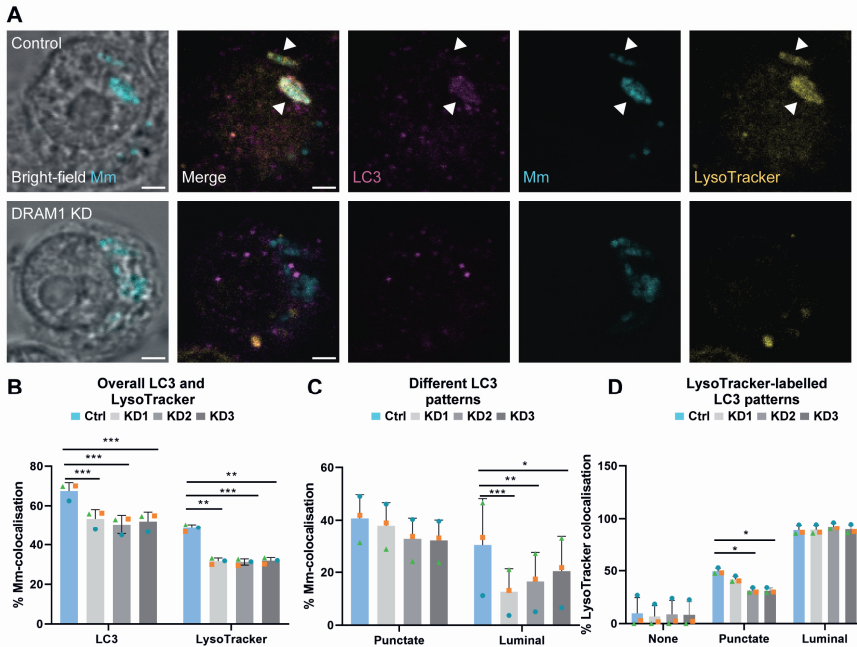 A
Control
Bright-field Mm
Merge
LC3
Mm
LysoTracker
DRAM1 KD
B
Overall LC3 and
LysoTracker
Ctrl KD1 KD2 KD3
% Mm-colocalisation
80
60
40
20
0
***
***
***
**
***
**
LC3
LysoTracker
C
Different LC3
patterns
Ctrl KD1 KD2 KD3
% Mm-colocalisation
60
40
20
0
*
**
***
Punctate
Luminal
D
LysoTracker-labelled
LC3 patterns
Ctrl KD1 KD2 KD3
% LysoTracker colocalisation
150
100
50
0
*
*
None
Punctate
Luminal